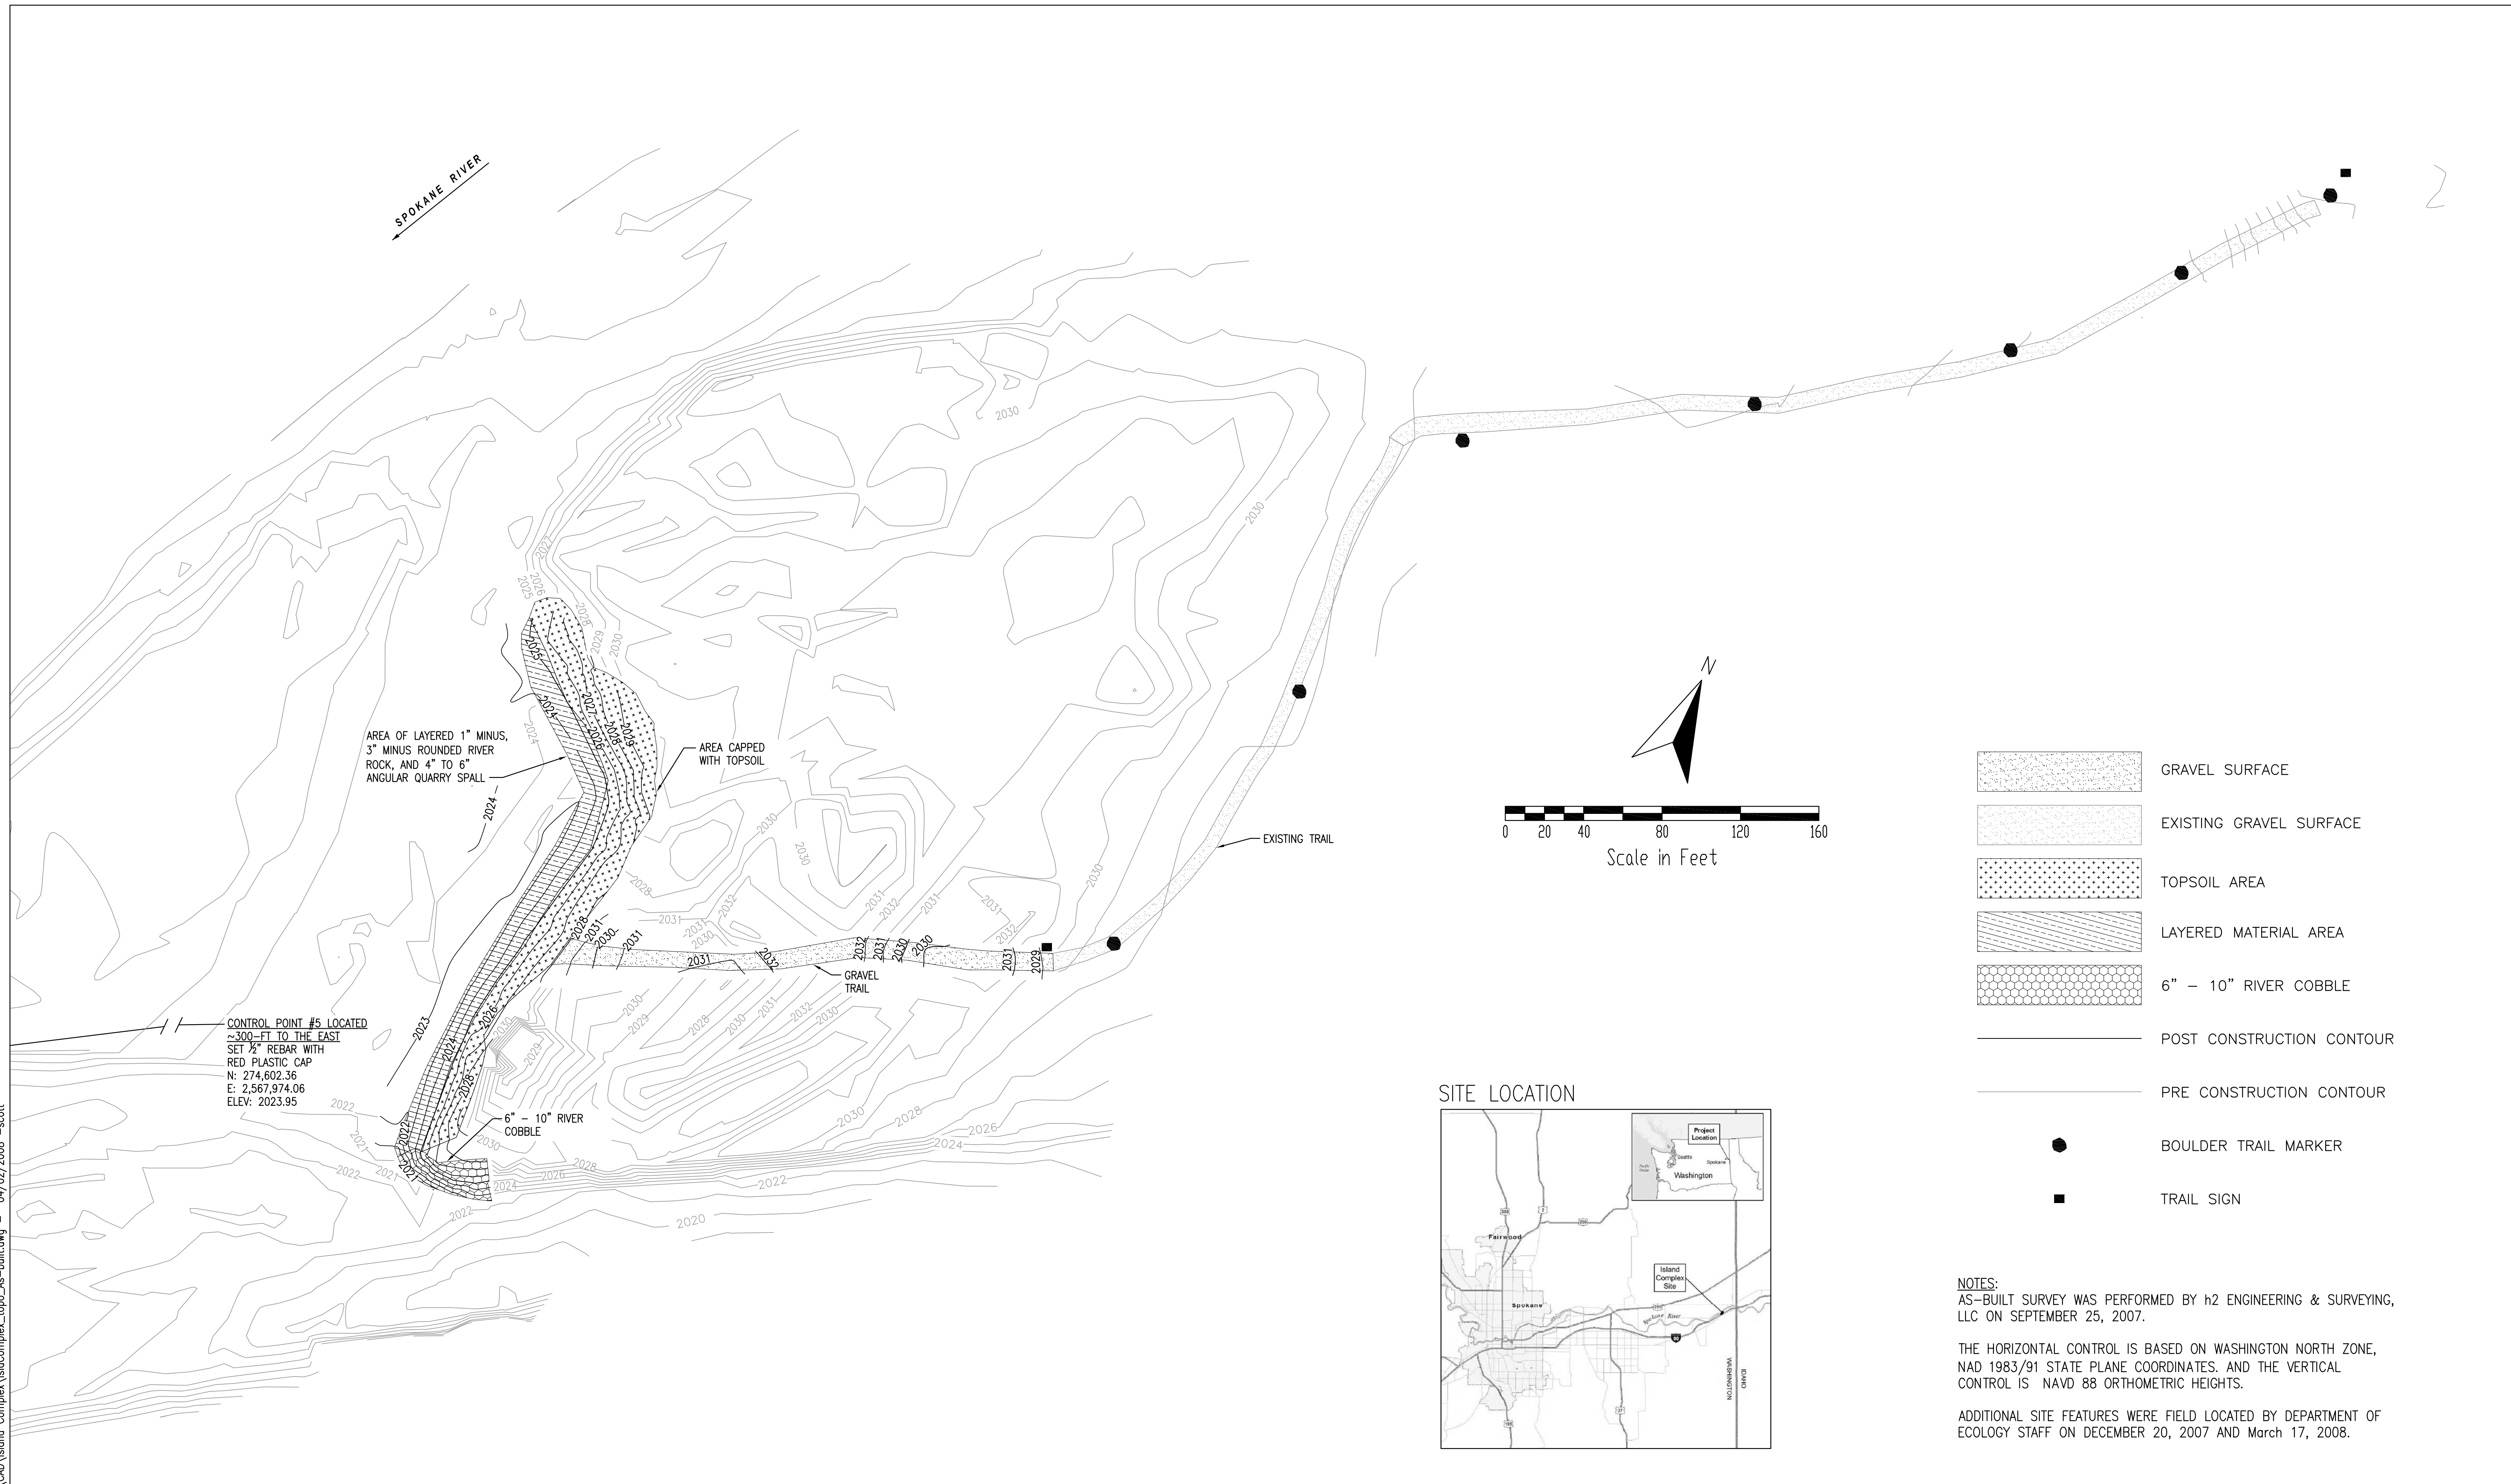 SPOKANE RIVER
2030
2030
2027
2026
2025
2028
2029
2030
2025
2024
2024
2027
2026
2028
2029
AREA OF LAYERED 1" MINUS,
3" MINUS ROUNDED RIVER
ROCK, AND 4" TO 6"
ANGULAR QUARRY SPALL
AREA CAPPED
WITH TOPSOIL
2024
2030
2030
2028
2031
2032
2031
2030
2031
2032
2031
2031
2032
2030
EXISTING TRAIL
2028
2031
2030
2031
2031
2032
2032
2031
2030
2030
2031
2029
GRAVEL
TRAIL
CONTROL POINT #5 LOCATED
~300-FT TO THE EAST
SET ½" REBAR WITH
RED PLASTIC CAP
N: 274,602.36
E: 2,567,974.06
ELEV: 2023.95
2023
2026
2024
2028
2030
2029
2030
2029
2028
2030
2031
2032
2030
2022
2021
2022
2021
2022
2021
6" - 10" RIVER
COBBLE
2030
2028
2026
2024
2022
2020
2030
2028
2026
2024
2022
N
0 20 40 80 120 160
Scale in Feet
GRAVEL SURFACE
EXISTING GRAVEL SURFACE
TOPSOIL AREA
LAYERED MATERIAL AREA
6" - 10" RIVER COBBLE
POST CONSTRUCTION CONTOUR
PRE CONSTRUCTION CONTOUR
BOULDER TRAIL MARKER
TRAIL SIGN
SITE LOCATION
Project
Location
Seattle
Spokane
Washington
Fairwood
Island
Complex
Site
Spokane
Spokane River
WASHINGTON
IDAHO
NOTES:
AS-BUILT SURVEY WAS PERFORMED BY h2 ENGINEERING & SURVEYING,
LLC ON SEPTEMBER 25, 2007.
THE HORIZONTAL CONTROL IS BASED ON WASHINGTON NORTH ZONE,
NAD 1983/91 STATE PLANE COORDINATES. AND THE VERTICAL
CONTROL IS NAVD 88 ORTHOMETRIC HEIGHTS.
ADDITIONAL SITE FEATURES WERE FIELD LOCATED BY DEPARTMENT OF
ECOLOGY STAFF ON DECEMBER 20, 2007 AND March 17, 2008.